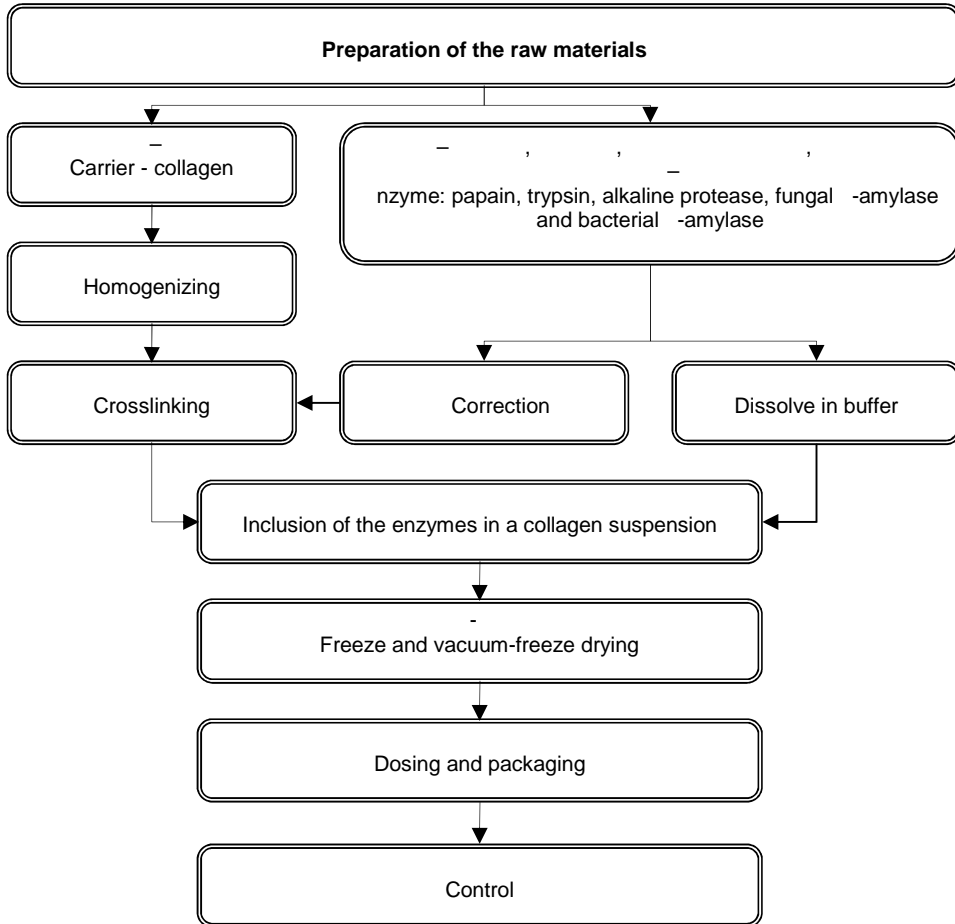 Preparation of the raw materials
–
Carrier - collagen
– , , ,
–
nzyme: papain, trypsin, alkaline protease, fungal -amylase
and bacterial -amylase
Homogenizing
Crosslinking
Correction
Dissolve in buffer
Inclusion of the enzymes in a collagen suspension
-
Freeze and vacuum-freeze drying
Dosing and packaging
Control